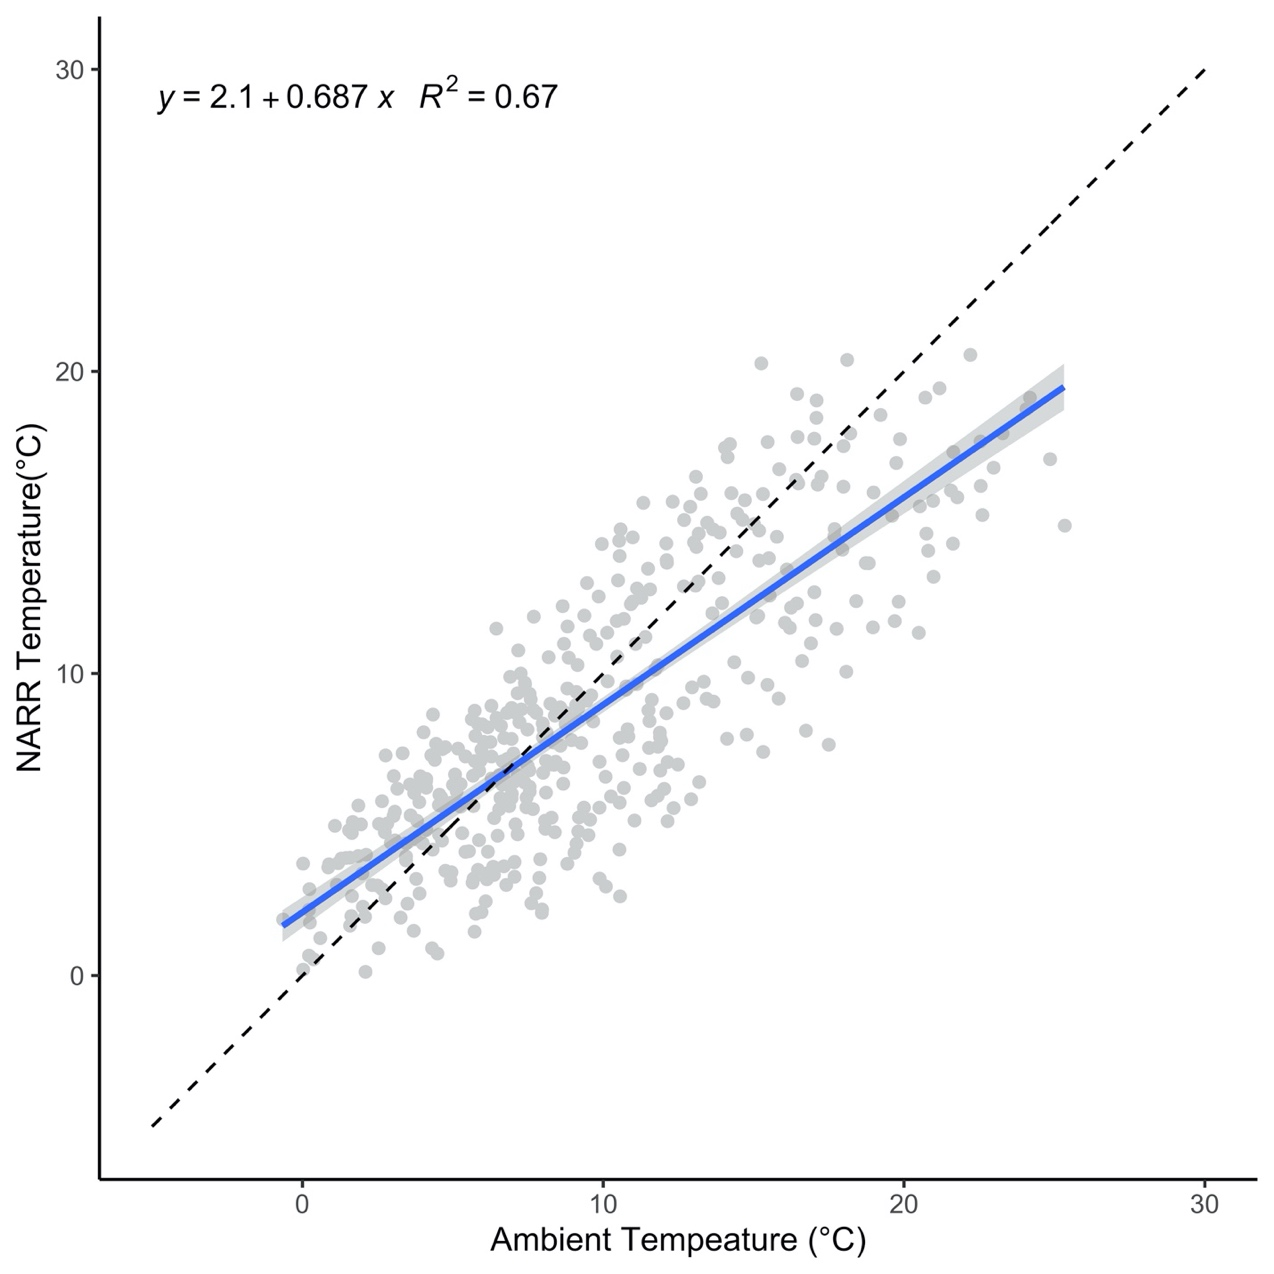 y = 2.1 + 0.687 x R² = 0.67
NARR Temperature(°C)
30
20
10
0
0 10 20 30
Ambient Tempeature (°C)